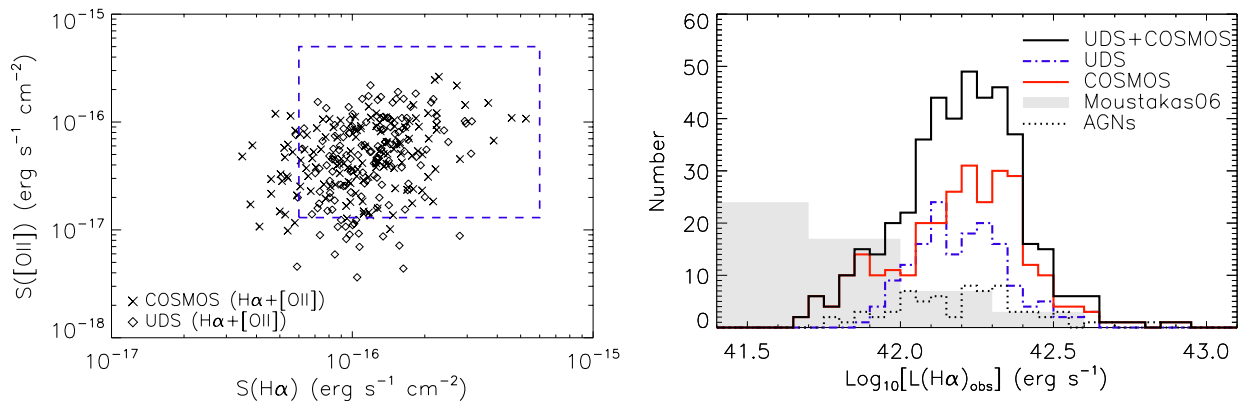 10⁻¹⁵
10⁻¹⁶
10⁻¹⁷
10⁻¹⁸
S([OII]) (erg s⁻¹ cm⁻²)
× COSMOS (Hα+[OII])
◇ UDS (Hα+[OII])
10⁻¹⁷
10⁻¹⁶
10⁻¹⁵
S(Hα) (erg s⁻¹ cm⁻²)
60
50
40
30
20
10
0
Number
UDS+COSMOS
UDS
COSMOS
Moustakas06
AGNs
41.5
42.0
42.5
43.0
Log₁₀[L(Hα)obs] (erg s⁻¹)